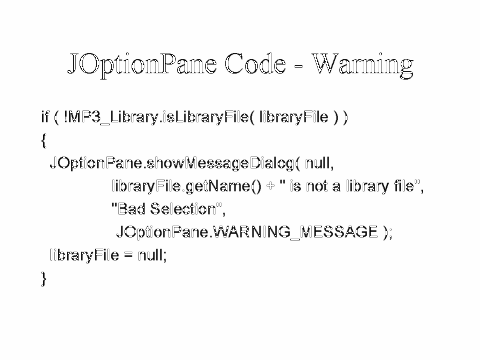 JOptionPane Code - Warning
if ( !MP3_Library.isLibraryFile( libraryFile ) )
{
JOptionPane.showMessageDialog( null,
libraryFile.getName() + " is not a library file",
"Bad Selection",
JOptionPane.WARNING_MESSAGE );
libraryFile = null;
}